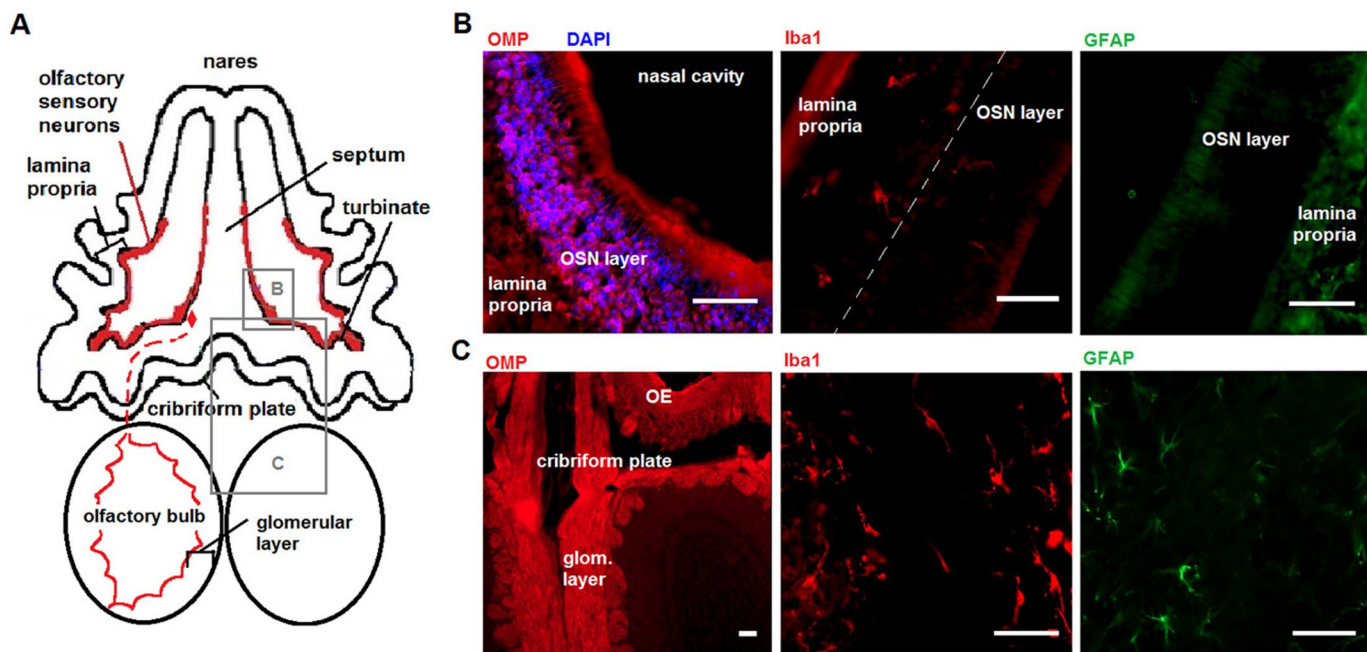 A
nares
olfactory
sensory
neurons
lamina
propria
septum
turbinate
B
cribriform plate
C
olfactory bulb
glomerular
layer
B
OMP DAPI
nasal cavity
OSN layer
lamina
propria
Iba1
lamina
propria
OSN layer
GFAP
OSN layer
lamina
propria
C
OMP
OE
cribriform plate
glom.
layer
Iba1
GFAP